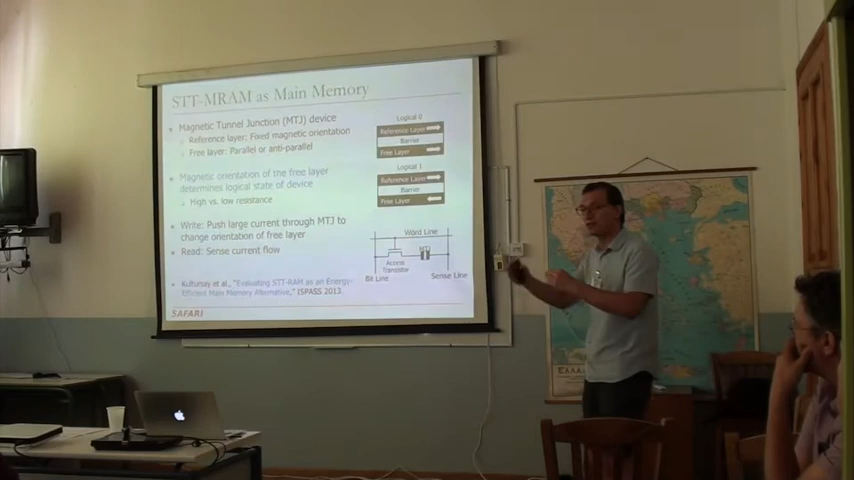 STT-MRAM as Main Memory
Magnetic Tunnel Junction (MTJ) device
Reference layer: Fixed magnetic orientation
Free layer: Parallel or anti-parallel
Magnetic orientation of the free layer
determines logical state of device
High vs. low resistance
Write: Push large current through MTJ to
change orientation of free layer
Read: Sense current flow
Kultursay et al., "Evaluating STT-RAM as an Energy-
Efficient Main Memory Alternative," ISPASS 2013.
SAFARI
Logical 0
Reference Layer
Barrier
Free Layer
Logical 1
Reference Layer
Barrier
Free Layer
Word Line
MTJ
Access
Transistor
Bit Line
Sense Line